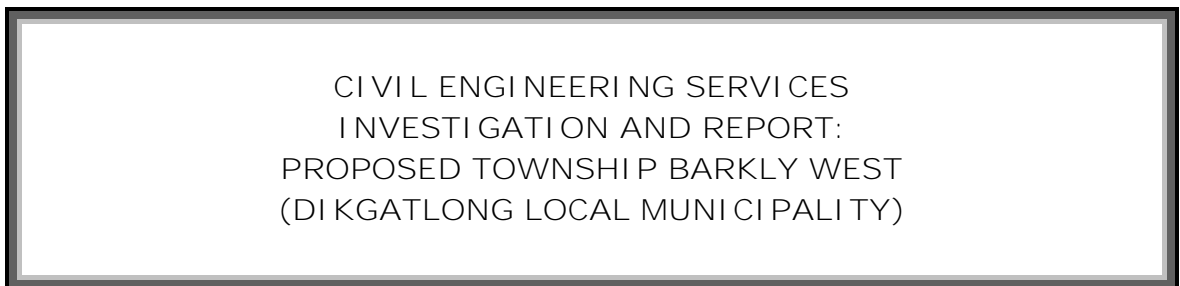 CIVIL ENGINEERING SERVICES
INVESTIGATION AND REPORT:
PROPOSED TOWNSHIP BARKLY WEST
(DIKGATLONG LOCAL MUNICIPALITY)